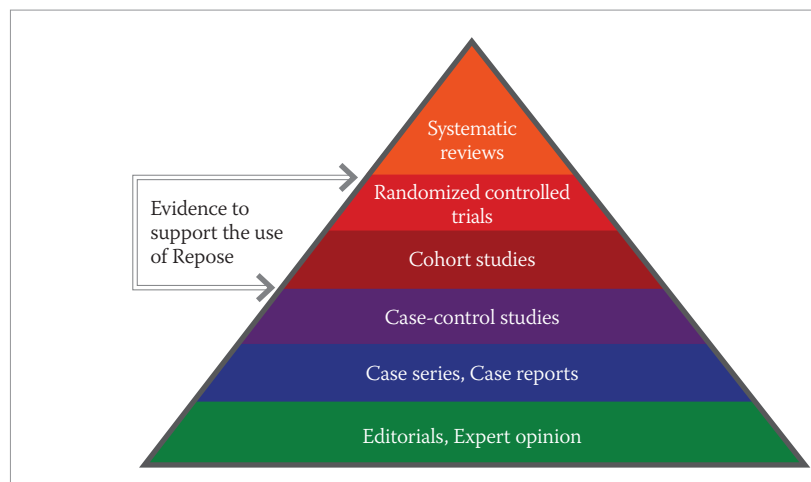 Systematic
reviews
Randomized controlled
trials
Evidence to
support the use
of Repose
Cohort studies
Case-control studies
Case series, Case reports
Editorials, Expert opinion